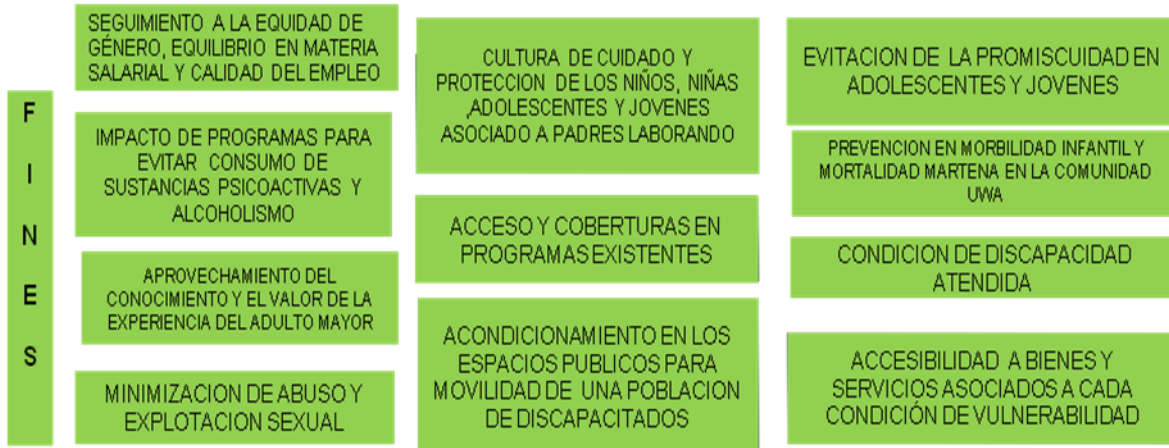 F
I
N
E
S
SEGUIMIENTO A LA EQUIDAD DE
GÉNERO, EQUILIBRIO EN MATERIA
SALARIAL Y CALIDAD DEL EMPLEO
IMPACTO DE PROGRAMAS PARA
EVITAR CONSUMO DE
SUSTANCIAS PSICOACTIVAS Y
ALCOHOLISMO
APROVECHAMIENTO DEL
CONOCIMIENTO Y EL VALOR DE LA
EXPERIENCIA DEL ADULTO MAYOR
MINIMIZACION DE ABUSO Y
EXPLOTACION SEXUAL
CULTURA DE CUIDADO Y
PROTECCION DE LOS NIÑOS, NIÑAS
,ADOLESCENTES Y JOVENES
ASOCIADO A PADRES LABORANDO
ACCESO Y COBERTURAS EN
PROGRAMAS EXISTENTES
ACONDICIONAMIENTO EN LOS
ESPACIOS PUBLICOS PARA
MOVILIDAD DE UNA POBLACION
DE DISCAPACITADOS
EVITACION DE LA PROMISCUIDAD EN
ADOLESCENTES Y JOVENES
PREVENCION EN MORBILIDAD INFANTIL Y
MORTALIDAD MARTENA EN LA COMUNIDAD
UWA
CONDICION DE DISCAPACIDAD
ATENDIDA
ACCESIBILIDAD A BIENES Y
SERVICIOS ASOCIADOS A CADA
CONDICIÓN DE VULNERABILIDAD